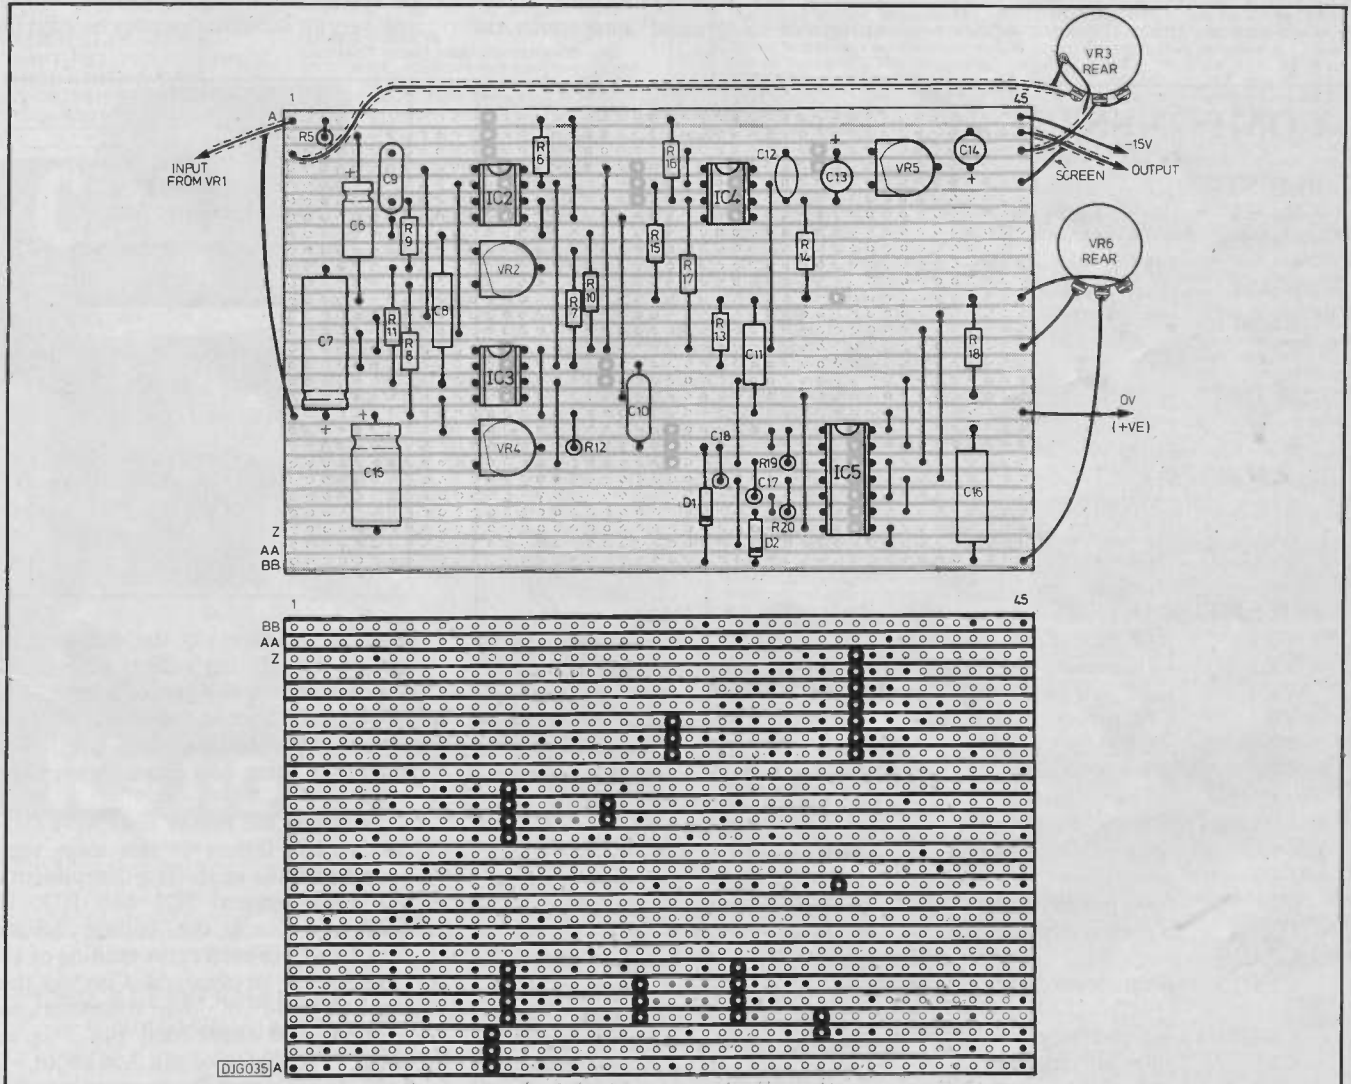 VR3
REAR
1
45
A
R5
INPUT
FROM VR1
-15V
OUTPUT
SCREEN
R6
R16
C12
C13
VR5
C14
C9
IC2
IC4
C6
R9
R15
R14
VR6
REAR
VR2
R17
R10
R7
C7
R11
R8
C8
R13
C11
R18
IC3
C10
0V
(+VE)
C15
VR4
R12
C18
R19
C17
IC5
C16
D1
R20
D2
Z
AA
BB
1
45
BB
AA
Z
DJG035
A